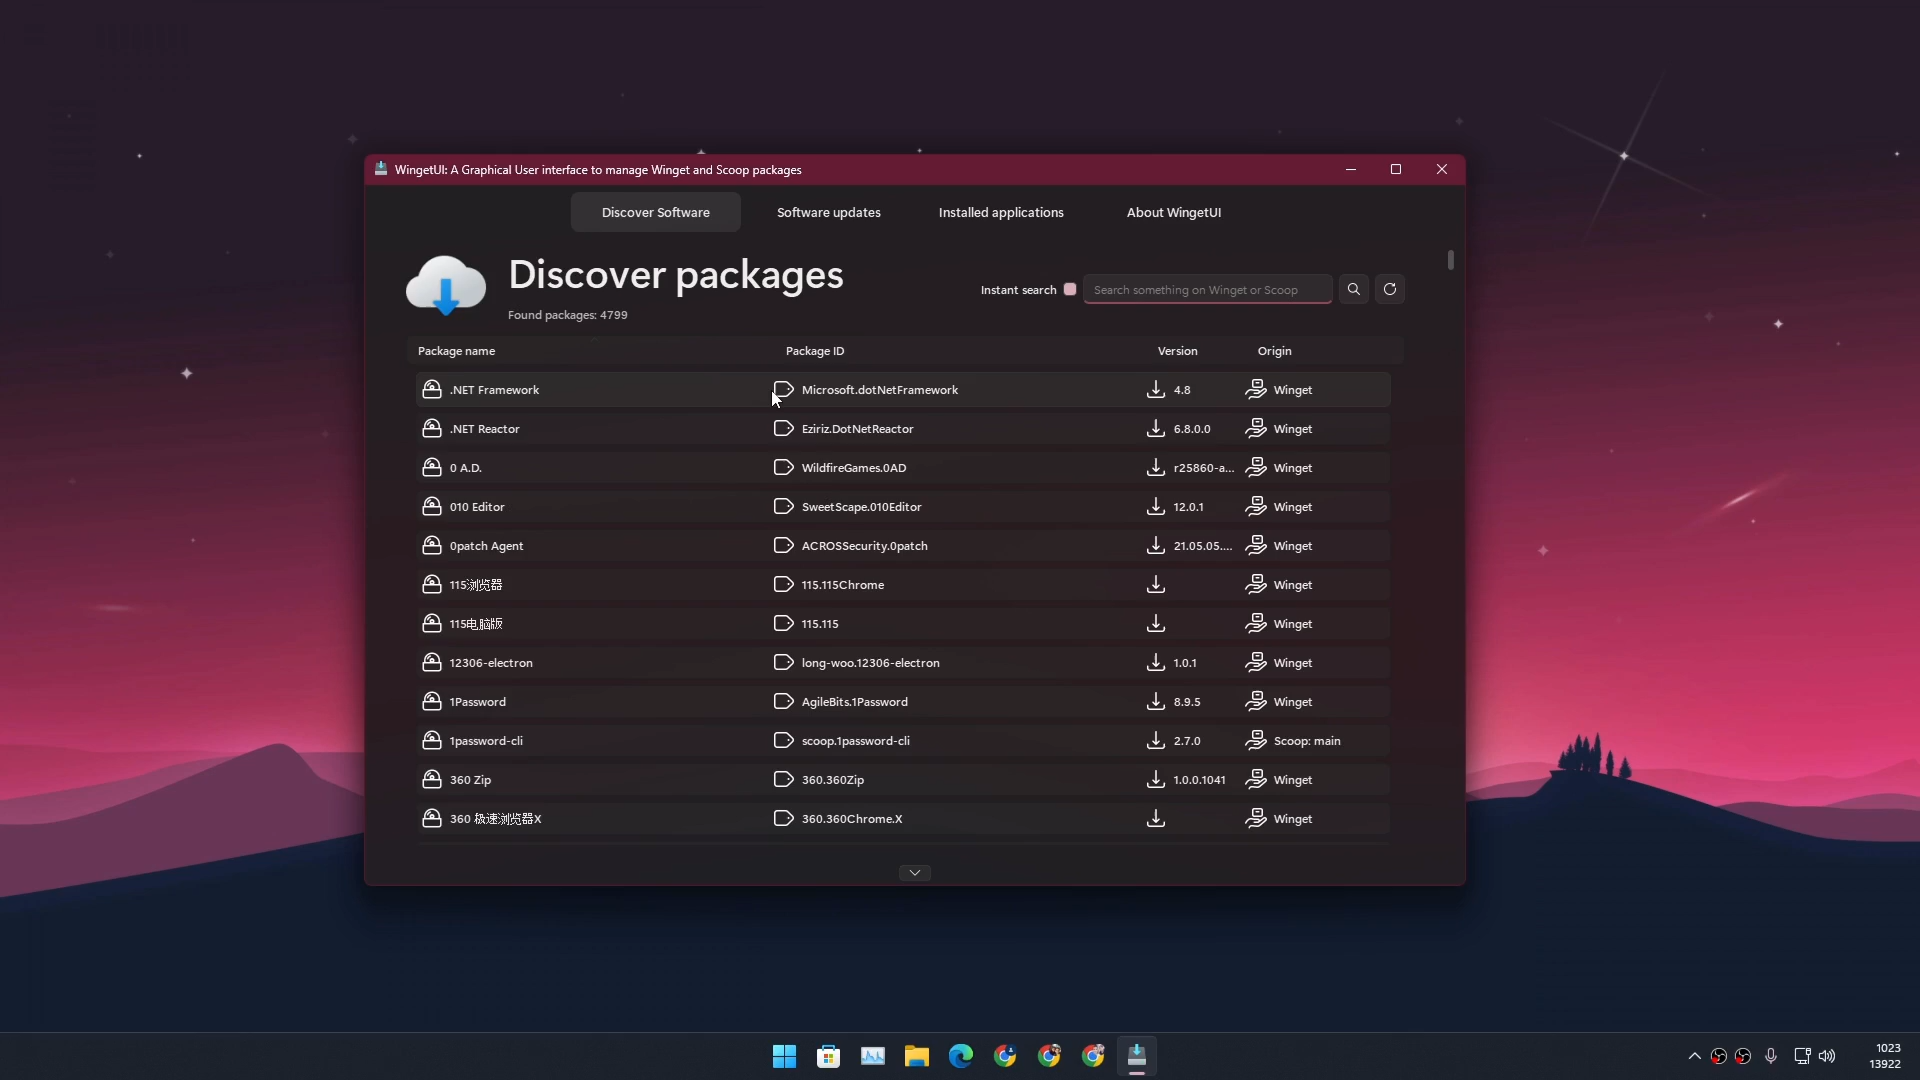 WingetUI: A Graphical User interface to manage Winget and Scoop packages
Discover Software Software updates Installed applications About WingetUI
Discover packages
Instant search Search something on Winget or Scoop
Found packages: 4799
Package name Package ID Version Origin
.NET Framework Microsoft.dotNetFramework 4.8 Winget
.NET Reactor Eziriz.DotNetReactor 6.8.0.0 Winget
0 A.D. WildfireGames.0AD r25860-a... Winget
010 Editor SweetScape.010Editor 12.0.1 Winget
0patch Agent ACROSSecurity.0patch 21.05.05.... Winget
115浏览器 115.115Chrome Winget
115电脑版 115.115 Winget
12306-electron long-woo.12306-electron 1.0.1 Winget
1Password AgileBits.1Password 8.9.5 Winget
1password-cli scoop.1password-cli 2.7.0 Scoop: main
360 Zip 360.360Zip 1.0.0.1041 Winget
360 极速浏览器X 360.360Chrome.X Winget
1023
13922